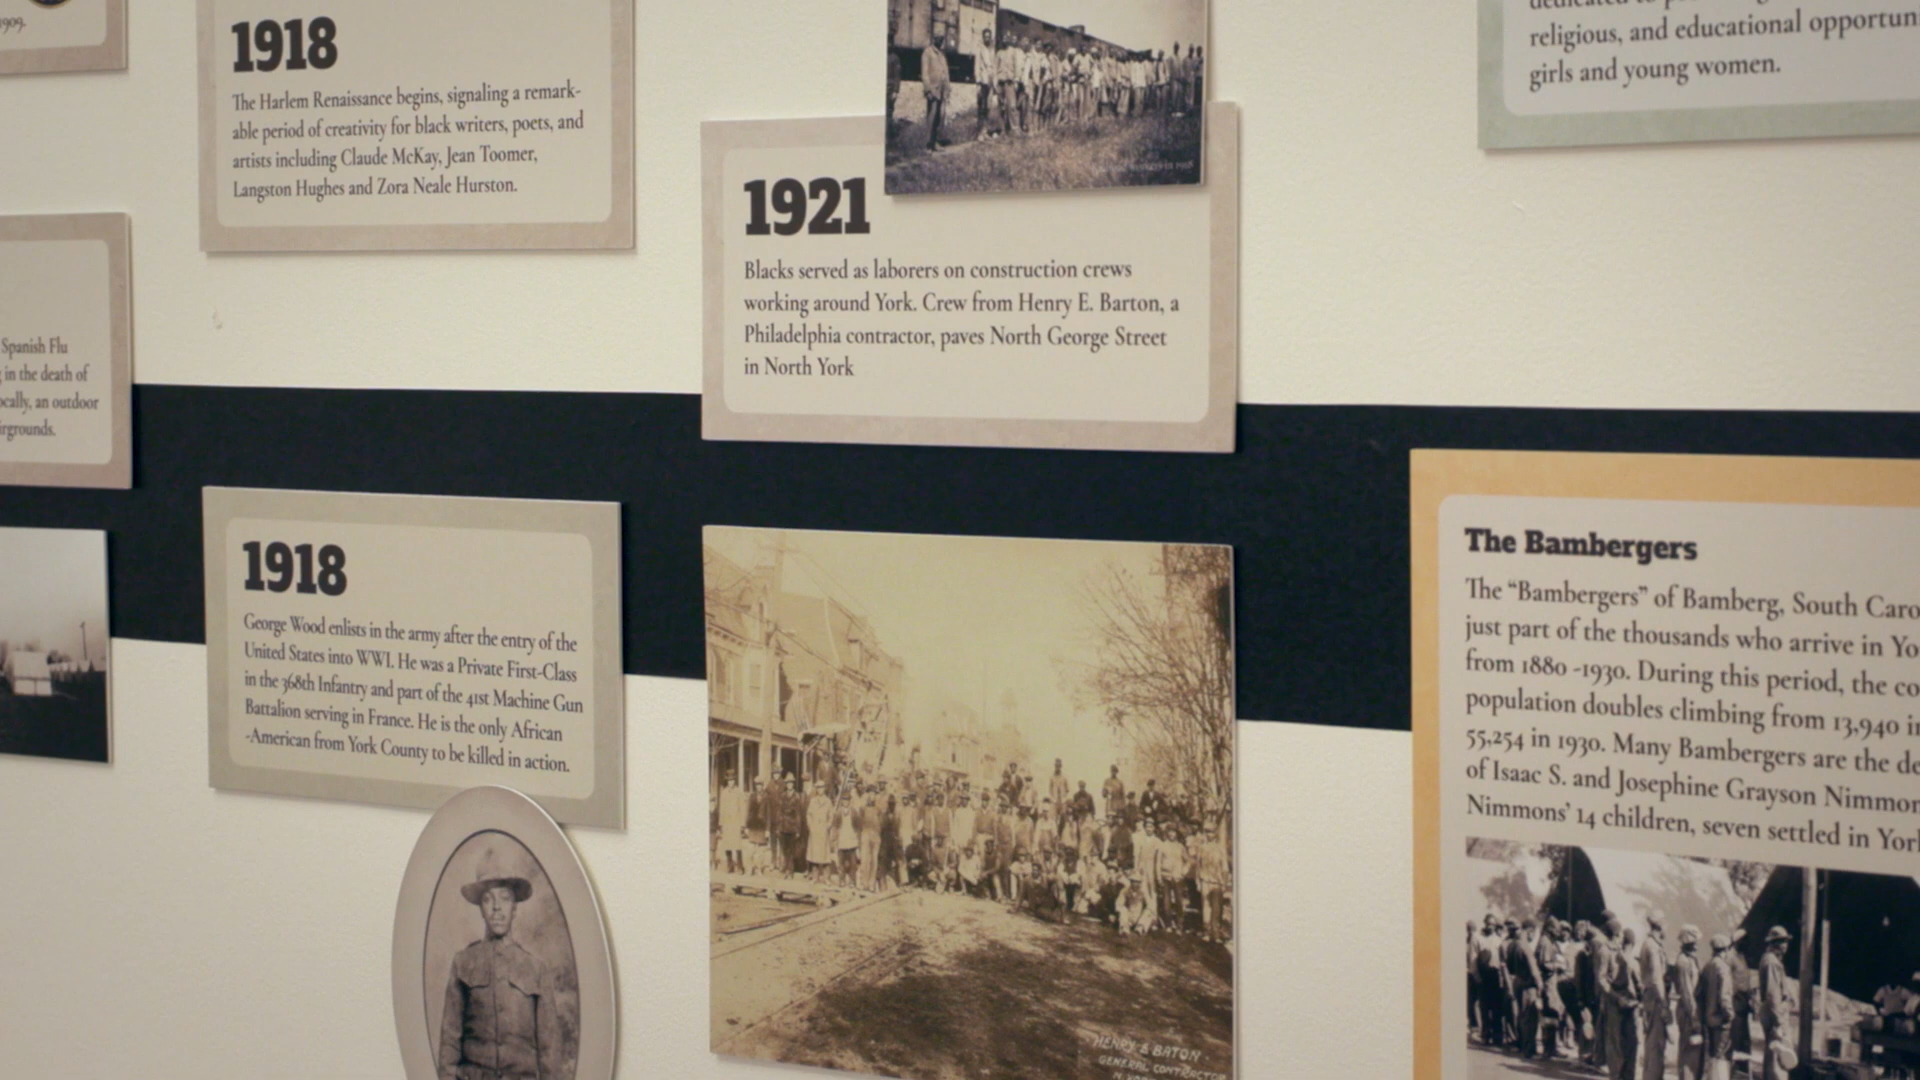 1909.
1918
The Harlem Renaissance begins, signaling a remark-
able period of creativity for black writers, poets, and
artists including Claude McKay, Jean Toomer,
Langston Hughes and Zora Neale Hurston.
religious, and educational opportun
girls and young women.
1921
Blacks served as laborers on construction crews
working around York. Crew from Henry E. Barton, a
Philadelphia contractor, paves North George Street
in North York
Spanish Flu
in the death of
ocally, an outdoor
irgrounds.
1918
George Wood enlists in the army after the entry of the
United States into WWI. He was a Private First-Class
in the 368th Infantry and part of the 41st Machine Gun
Battalion serving in France. He is the only African
-American from York County to be killed in action.
The Bambergers
The “Bambergers” of Bamberg, South Caro
just part of the thousands who arrive in Yo
from 1880 -1930. During this period, the co
population doubles climbing from 13,940 in
55,254 in 1930. Many Bambergers are the de
of Isaac S. and Josephine Grayson Nimmon
Nimmons’ 14 children, seven settled in York
HENRY E BATON
GENERAL CONTRACTOR